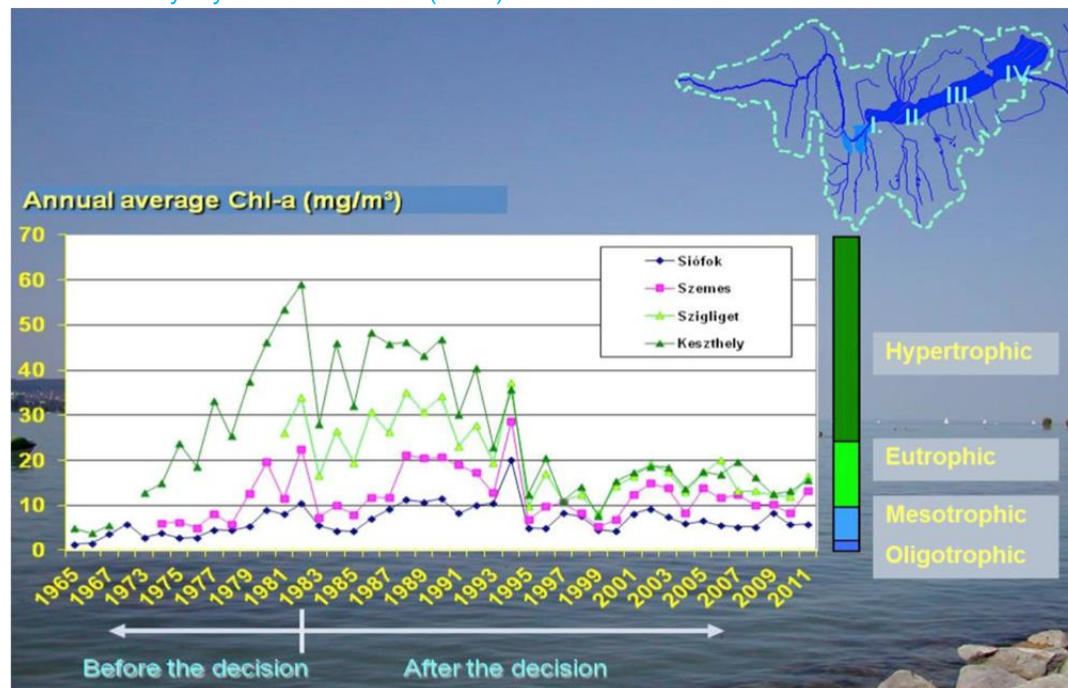 I.
II.
III.
IV.
Annual average Chl-a (mg/m³)
70
60
50
40
30
20
10
0
Siófok
Szemes
Szigliget
Keszthely
1965
1967
1973
1975
1977
1979
1981
1983
1985
1987
1989
1991
1993
1995
1997
1999
2001
2003
2005
2007
2009
2011
Hypertrophic
Eutrophic
Mesotrophic
Oligotrophic
Before the decision
After the decision